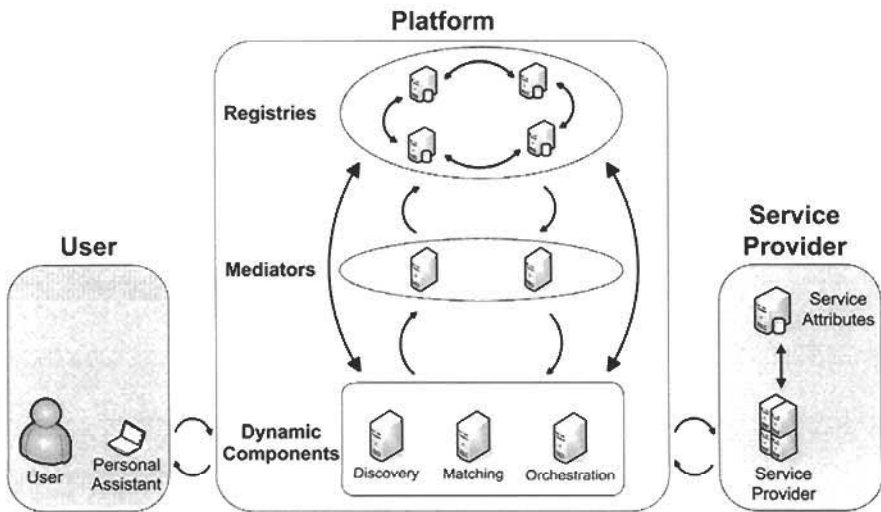 Platform
Registries
User
Service
Provider
Mediators
Service
Attributes
Dynamic
Components
User
Personal
Assistant
Discovery
Matching
Orchestration
Service
Provider